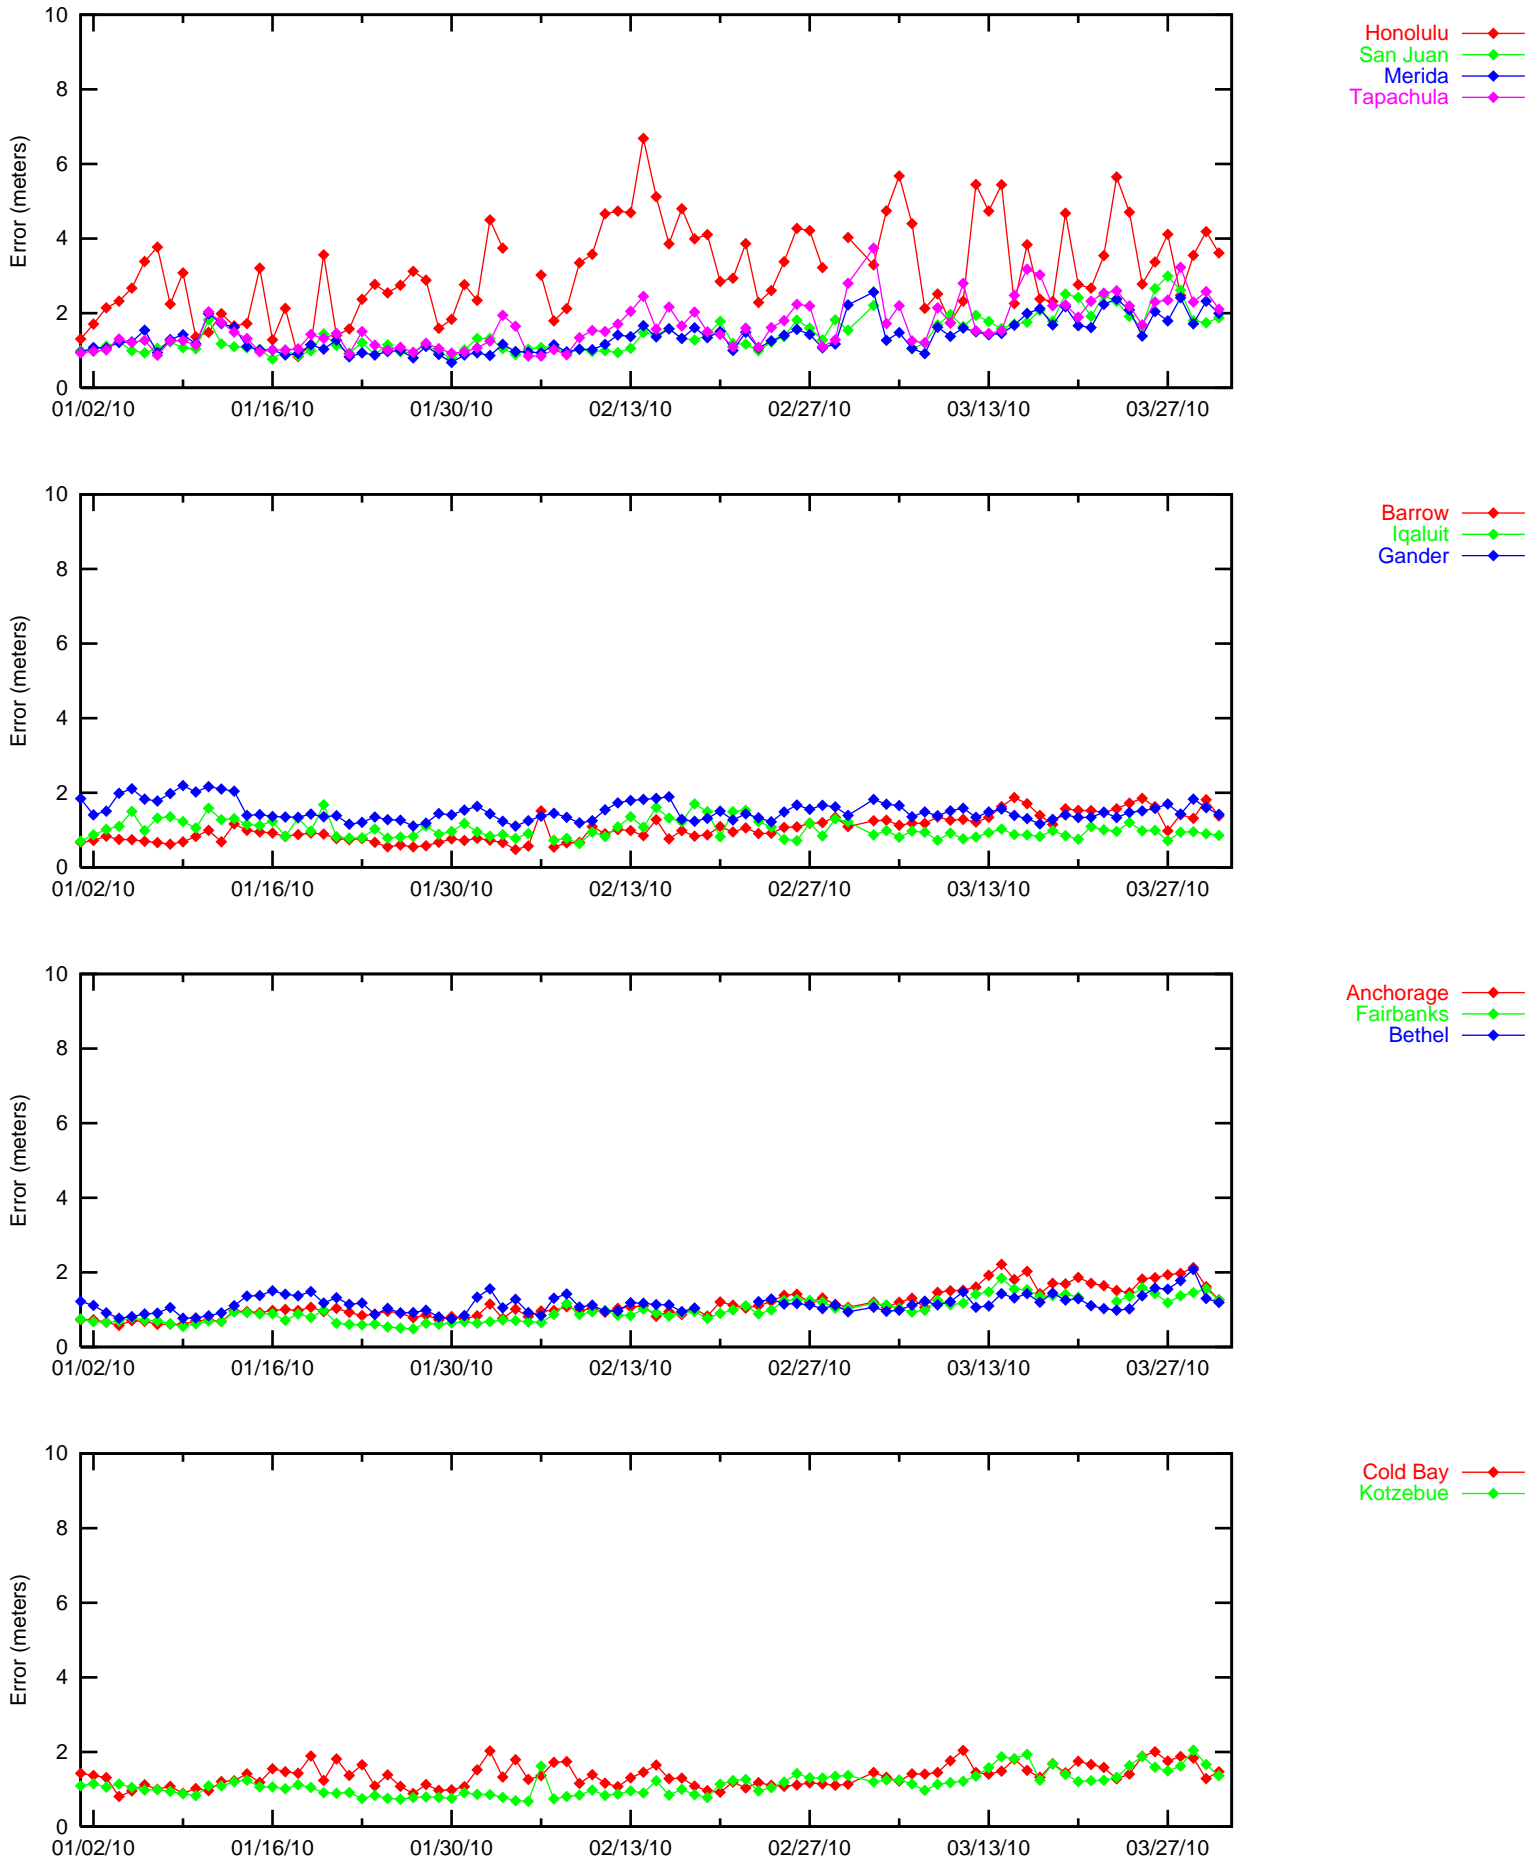 10
8
6
4
2
0
Error (meters)
01/02/10 01/16/10 01/30/10 02/13/10 02/27/10 03/13/10 03/27/10
Honolulu
San Juan
Merida
Tapachula
10
8
6
4
2
0
Error (meters)
01/02/10 01/16/10 01/30/10 02/13/10 02/27/10 03/13/10 03/27/10
Barrow
Iqaluit
Gander
10
8
6
4
2
0
Error (meters)
01/02/10 01/16/10 01/30/10 02/13/10 02/27/10 03/13/10 03/27/10
Anchorage
Fairbanks
Bethel
10
8
6
4
2
0
Error (meters)
01/02/10 01/16/10 01/30/10 02/13/10 02/27/10 03/13/10 03/27/10
Cold Bay
Kotzebue